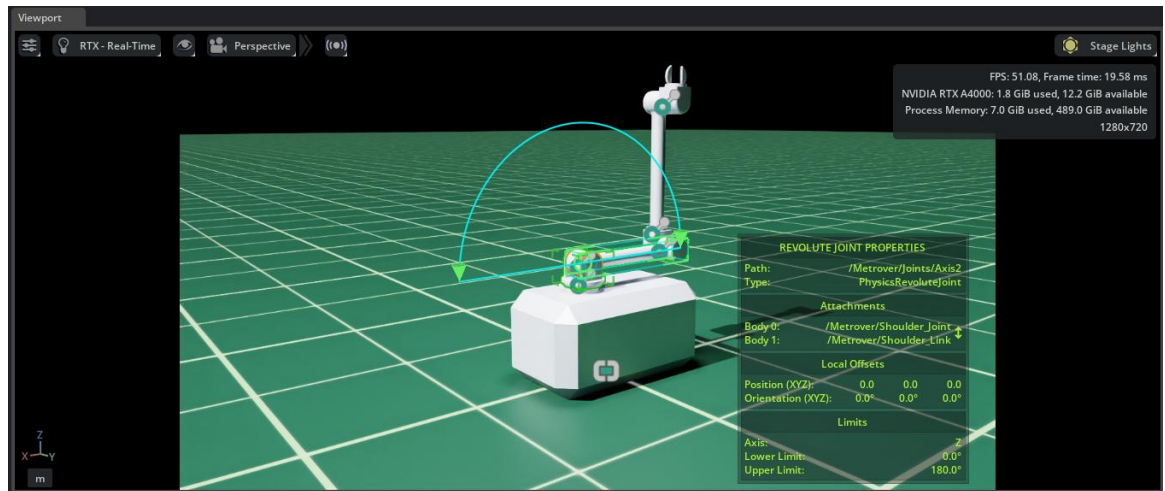 Viewport
RTX - Real-Time Perspective Stage Lights
FPS: 51.08, Frame time: 19.58 ms
NVIDIA RTX A4000: 1.8 GiB used, 12.2 GiB available
Process Memory: 7.0 GiB used, 489.0 GiB available
1280x720
REVOLUTE JOINT PROPERTIES
Path: /Metrover/Joints/Axis2
Type: PhysicsRevoluteJoint
Attachments
Body 0: /Metrover/Shoulder_Joint
Body 1: /Metrover/Shoulder_Link
Local Offsets
Position (XYZ): 0.0 0.0 0.0
Orientation (XYZ): 0.0° 0.0° 0.0°
Limits
Axis: Z
Lower Limit: 0.0°
Upper Limit: 180.0°
Z
X Y
m